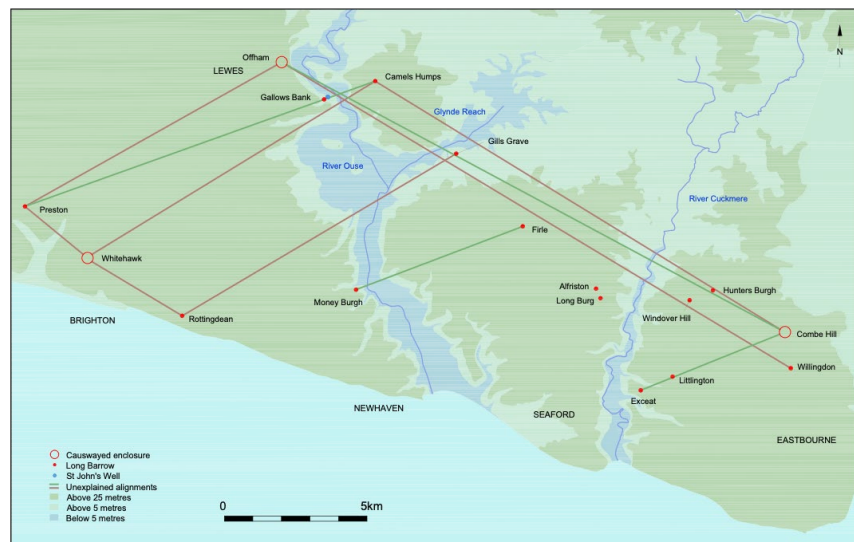 N
Offham
LEWES
Camels Humps
Gallows Bank
Glynde Reach
Gills Grave
River Ouse
River Cuckmere
Preston
Firle
Whitehawk
Alfriston
Hunters Burgh
Long Burg
Money Burgh
Windover Hill
BRIGHTON
Rottingdean
Combe Hill
Willingdon
Littlington
Exceat
NEWHAVEN
SEAFORD
EASTBOURNE
Causwayed enclosure
Long Barrow
St John's Well
Unexplained alignments
Above 25 metres
Above 5 metres
Below 5 metres
0 5km